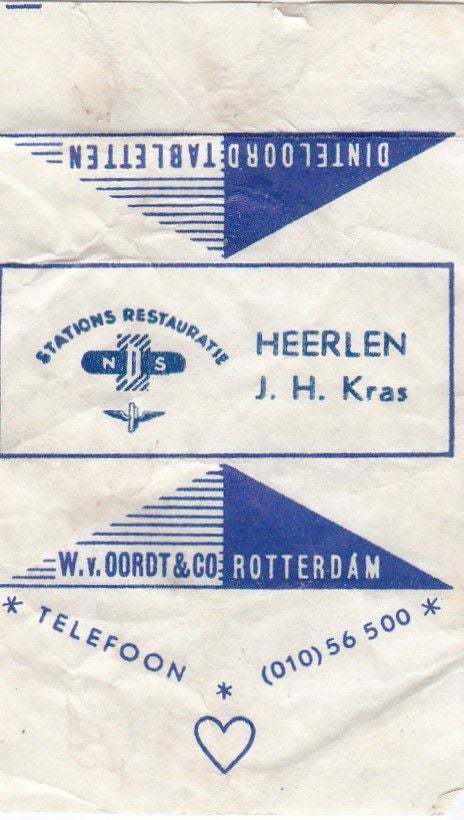 DINTELOORD TABLETTEN
STATIONS RESTAURATIE
N S
HEERLEN
J. H. Kras
W. v. OORDT & CO ROTTERDAM
* TELEFOON * (010) 56 500 *